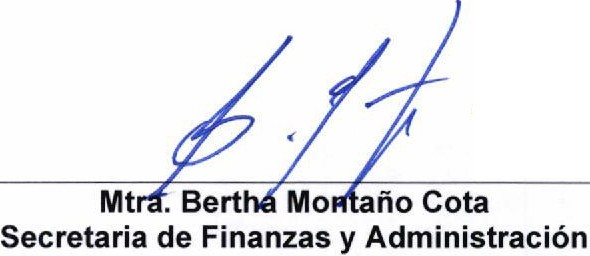 Mtra. Bertha Montaño Cota
Secretaria de Finanzas y Administración